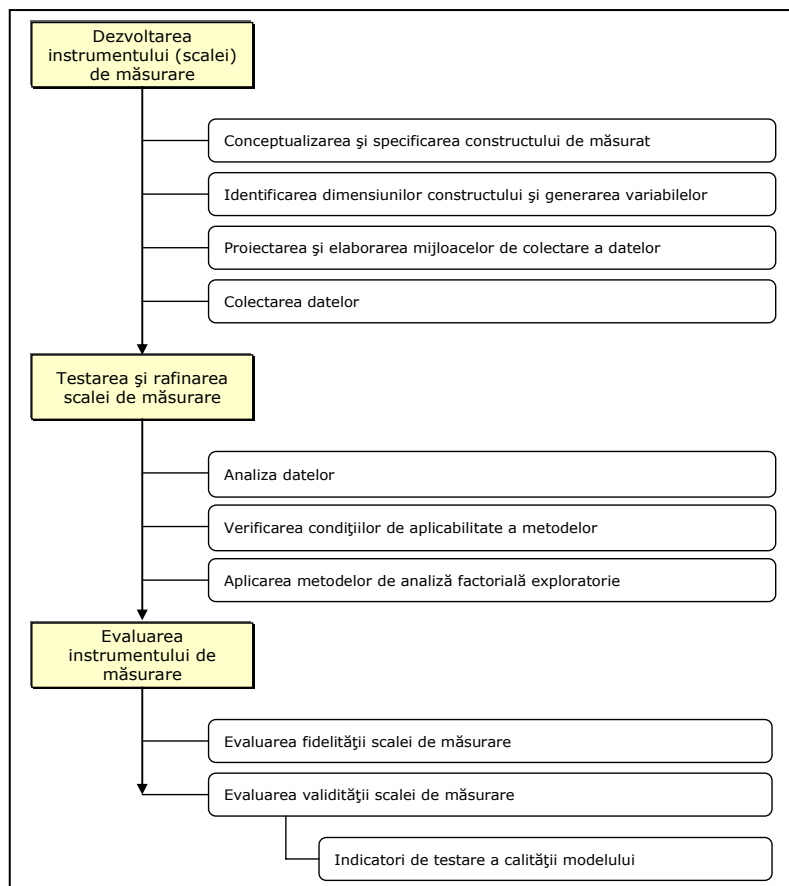 Dezvoltarea
instrumentului (scalei)
de măsurare
Conceptualizarea şi specificarea constructului de măsurat
Identificarea dimensiunilor constructului şi generarea variabilelor
Proiectarea şi elaborarea mijloacelor de colectare a datelor
Colectarea datelor
Testarea şi rafinarea
scalei de măsurare
Analiza datelor
Verificarea condiţiilor de aplicabilitate a metodelor
Aplicarea metodelor de analiză factorială exploratorie
Evaluarea
instrumentului de
măsurare
Evaluarea fidelităţii scalei de măsurare
Evaluarea validităţii scalei de măsurare
Indicatori de testare a calităţii modelului